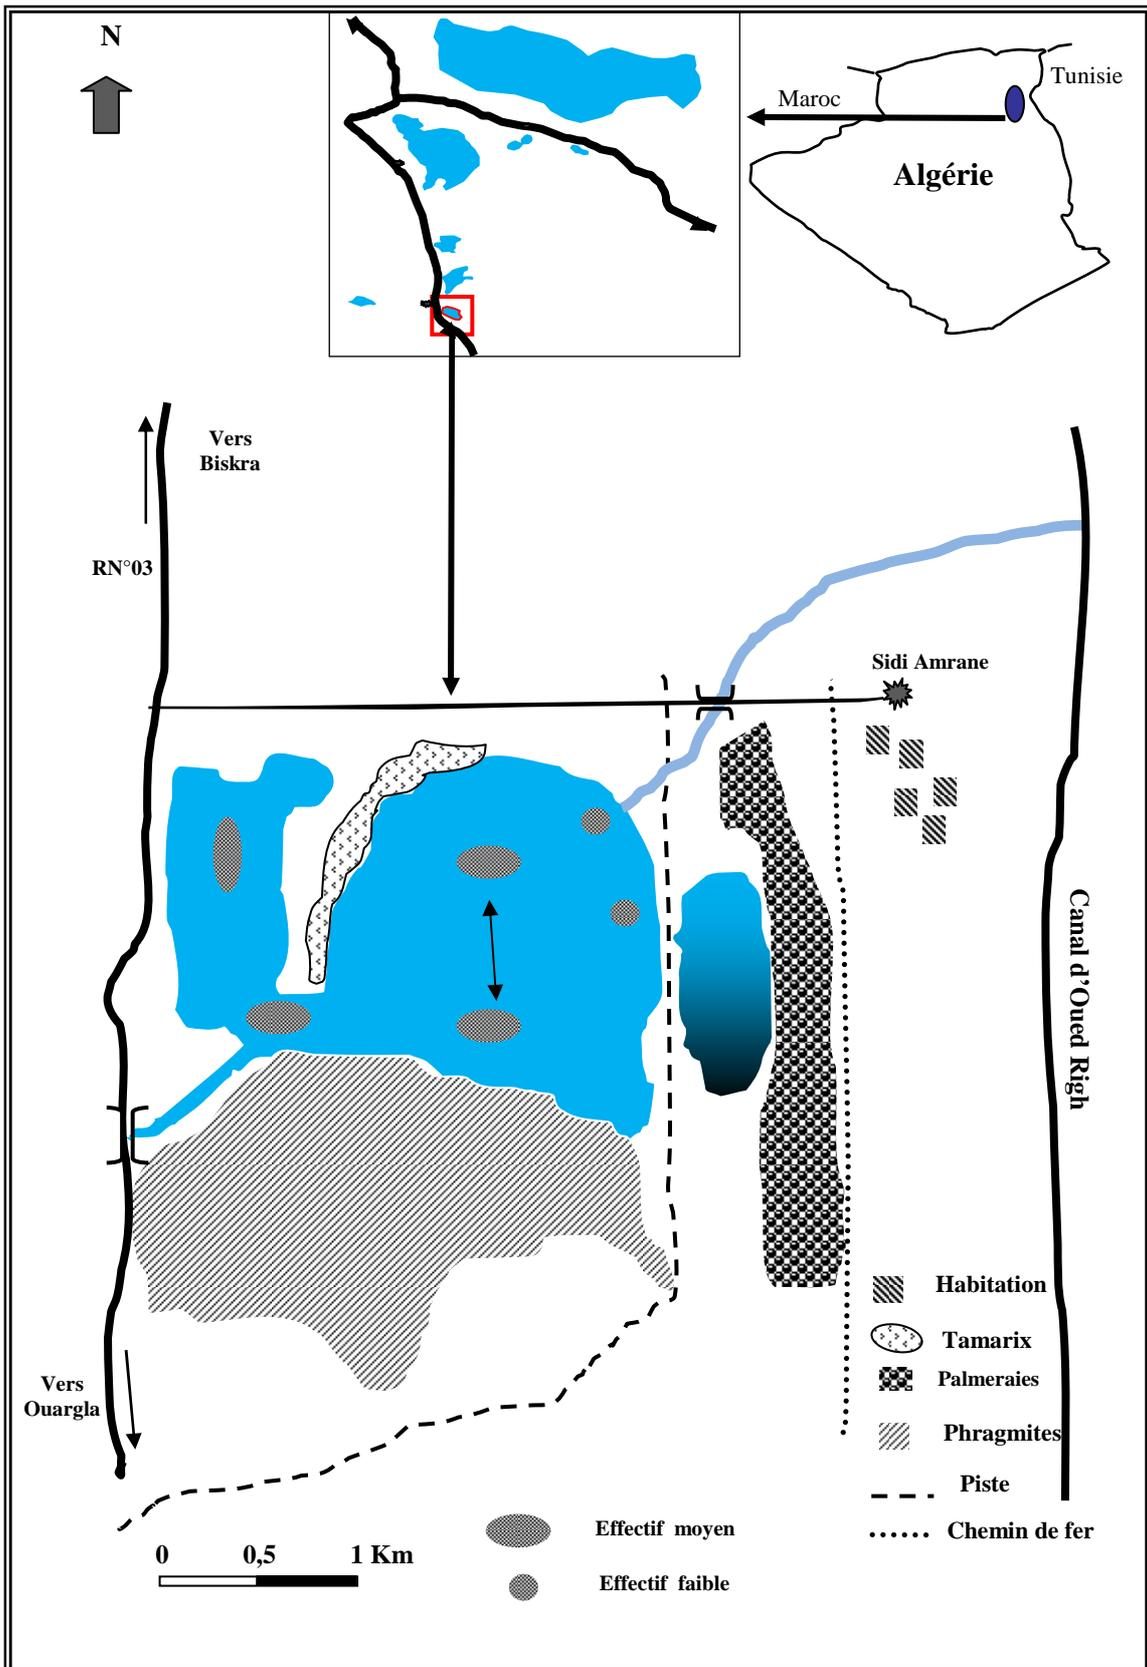 N
Tunisie
Maroc
Algérie
Vers
Biskra
RN°03
Sidi Amrane
Canal d'Oued Righ
Habitation
Tamarix
Palmeraies
Phragmites
Vers
Ouargla
Piste
Chemin de fer
Effectif moyen
Effectif faible
0 0,5 1 Km